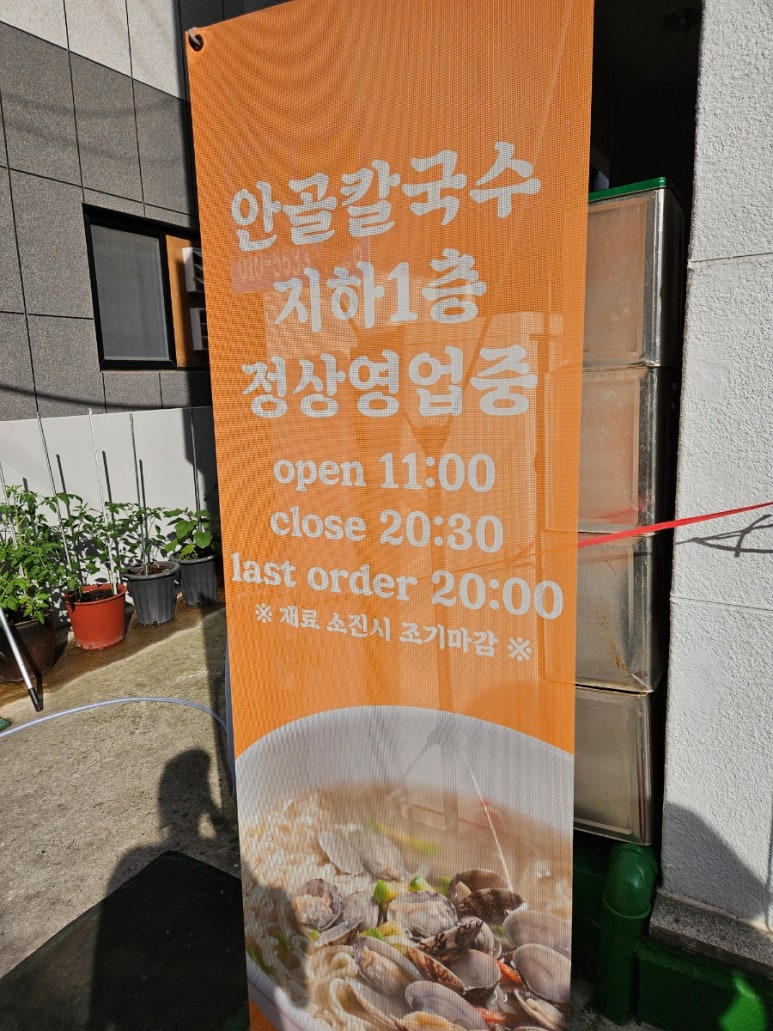 안골칼국수
지하1층
정상영업중
open 11:00
close 20:30
last order 20:00
※ 재료 소진시 조기마감 ※